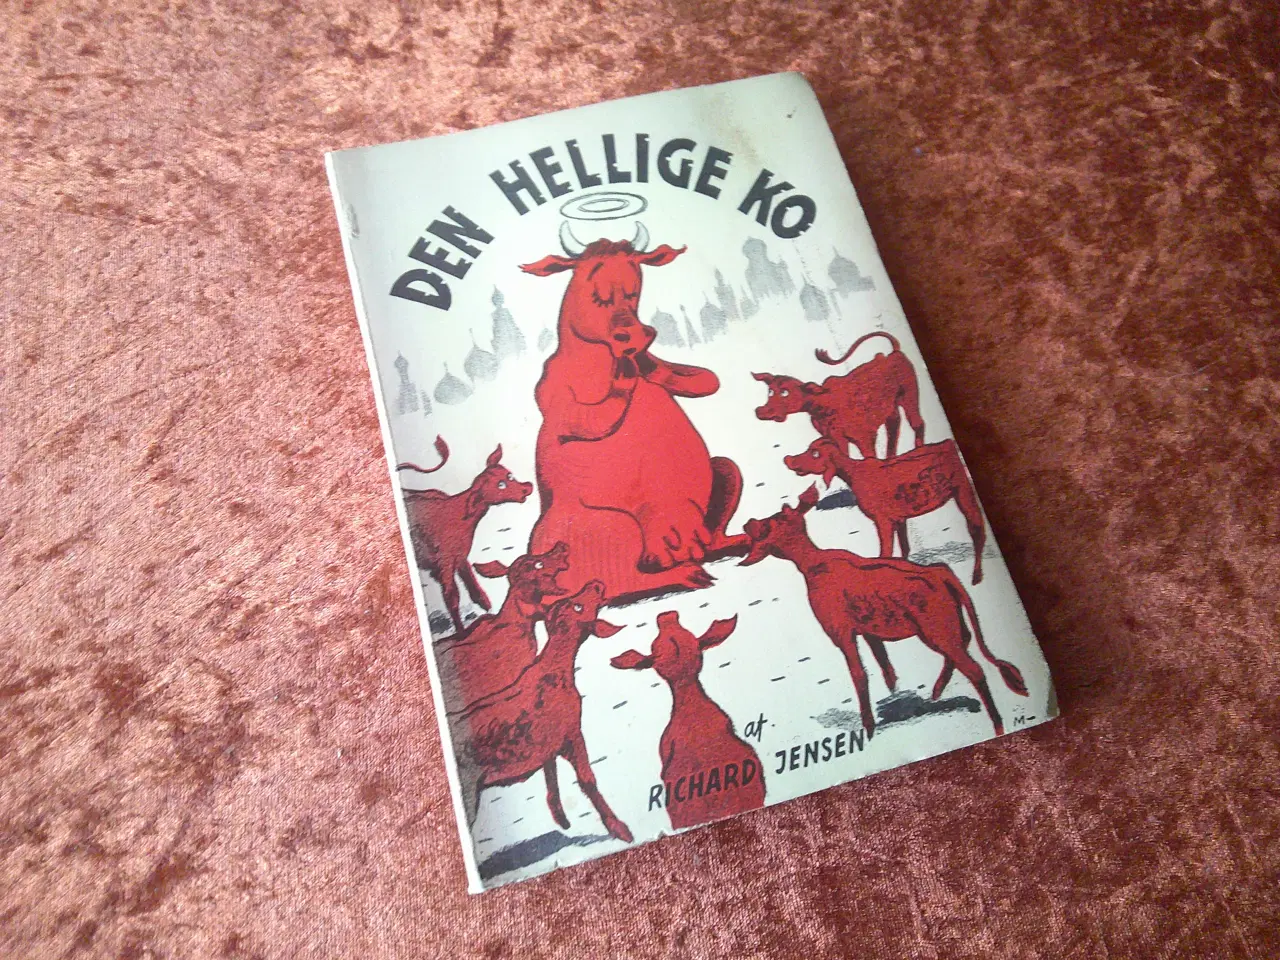 DEN HELLIGE KO
af
RICHARD JENSEN
M-